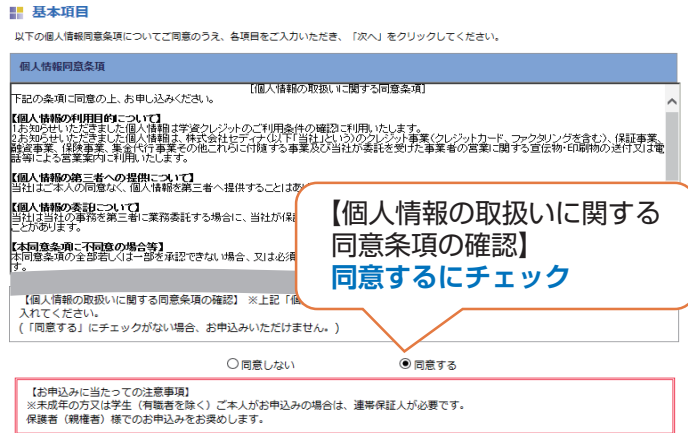 基本項目
以下の個人情報同意条項についてご同意のうえ、各項目をご入力いただき、「次へ」をクリックしてください。
個人情報同意条項
【個人情報の取扱いに関する同意条項】
下記の条項に同意の上、お申し込みください。
【個人情報の利用目的について】
1.お知らせいただきました個人情報は学資クレジットのご利用条件の確認に利用いたします。
2.お知らせいただきました個人情報は、株式会社セディナ(以下「当社」という)のクレジット事業(クレジットカード、ファクタリングを含む)、保証事業、
融資事業、保険事業、集金代行事業その他これらに付随する事業及び当社が委託を受けた事業者の営業に関する宣伝物・印刷物の送付又は電
話等による営業案内に利用いたします。
【個人情報の第三者への提供について】
当社はご本人の同意なく、個人情報を第三者へ提供することはあ
【個人情報の委託について】
当社は当社の事務を第三者に業務委託する場合に、当社が保
ことがあります。
【本同意条項に不同意の場合等】
本同意条項の全部若しくは一部を承認できない場合、又は必須
す。
【個人情報の取扱いに関する
同意条項の確認】
同意するにチェック
【個人情報の取扱いに関する同意条項の確認】 ※上記「個
入れてください。
(「同意する」にチェックがない場合、お申込みいただけません。)
同意しない 同意する
【お申込みに当たっての注意事項】
※未成年の方又は学生（有職者を除く）ご本人がお申込みの場合は、連帯保証人が必要です。
保護者（親権者）様でのお申込みをお奨めします。